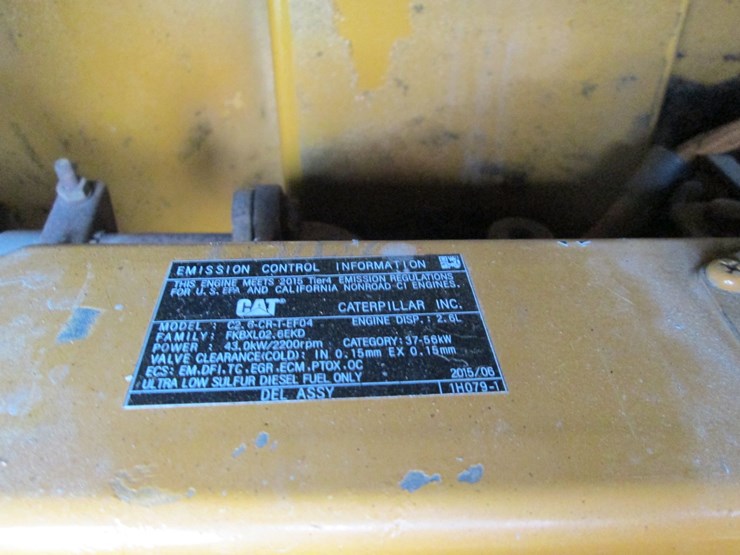 EMISSION CONTROL INFORMATION
THIS ENGINE MEETS 2015 Tier4 EMISSION REGULATIONS
FOR U.S. EPA AND CALIFORNIA NONROAD CI ENGINES.
CAT CATERPILLAR INC.
MODEL : C2.6-CR-T-EF04 ENGINE DISP : 2.6L
FAMILY: FKBXL02.6EKD
POWER : 43.0kW/2200rpm CATEGORY:37-56kW
VALVE CLEARANCE(COLD): IN 0.15mm EX 0.15mm
ECS: EM,DFI,TC,EGR,ECM,PTOX,OC
ULTRA LOW SULFUR DIESEL FUEL ONLY 2015/06
DEL ASSY 1H079-1